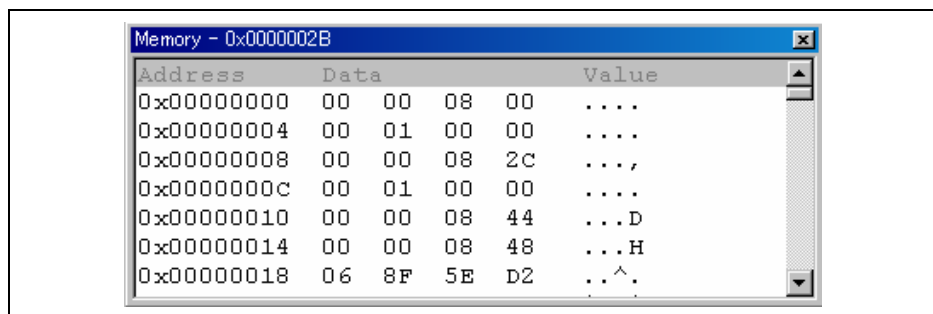 Memory - 0x0000002B
Address Data Value
0x00000000 00 00 08 00 ....
0x00000004 00 01 00 00 ....
0x00000008 00 00 08 2C ...,
0x0000000C 00 01 00 00 ....
0x00000010 00 00 08 44 ...D
0x00000014 00 00 08 48 ...H
0x00000018 06 8F 5E D2 ..^.